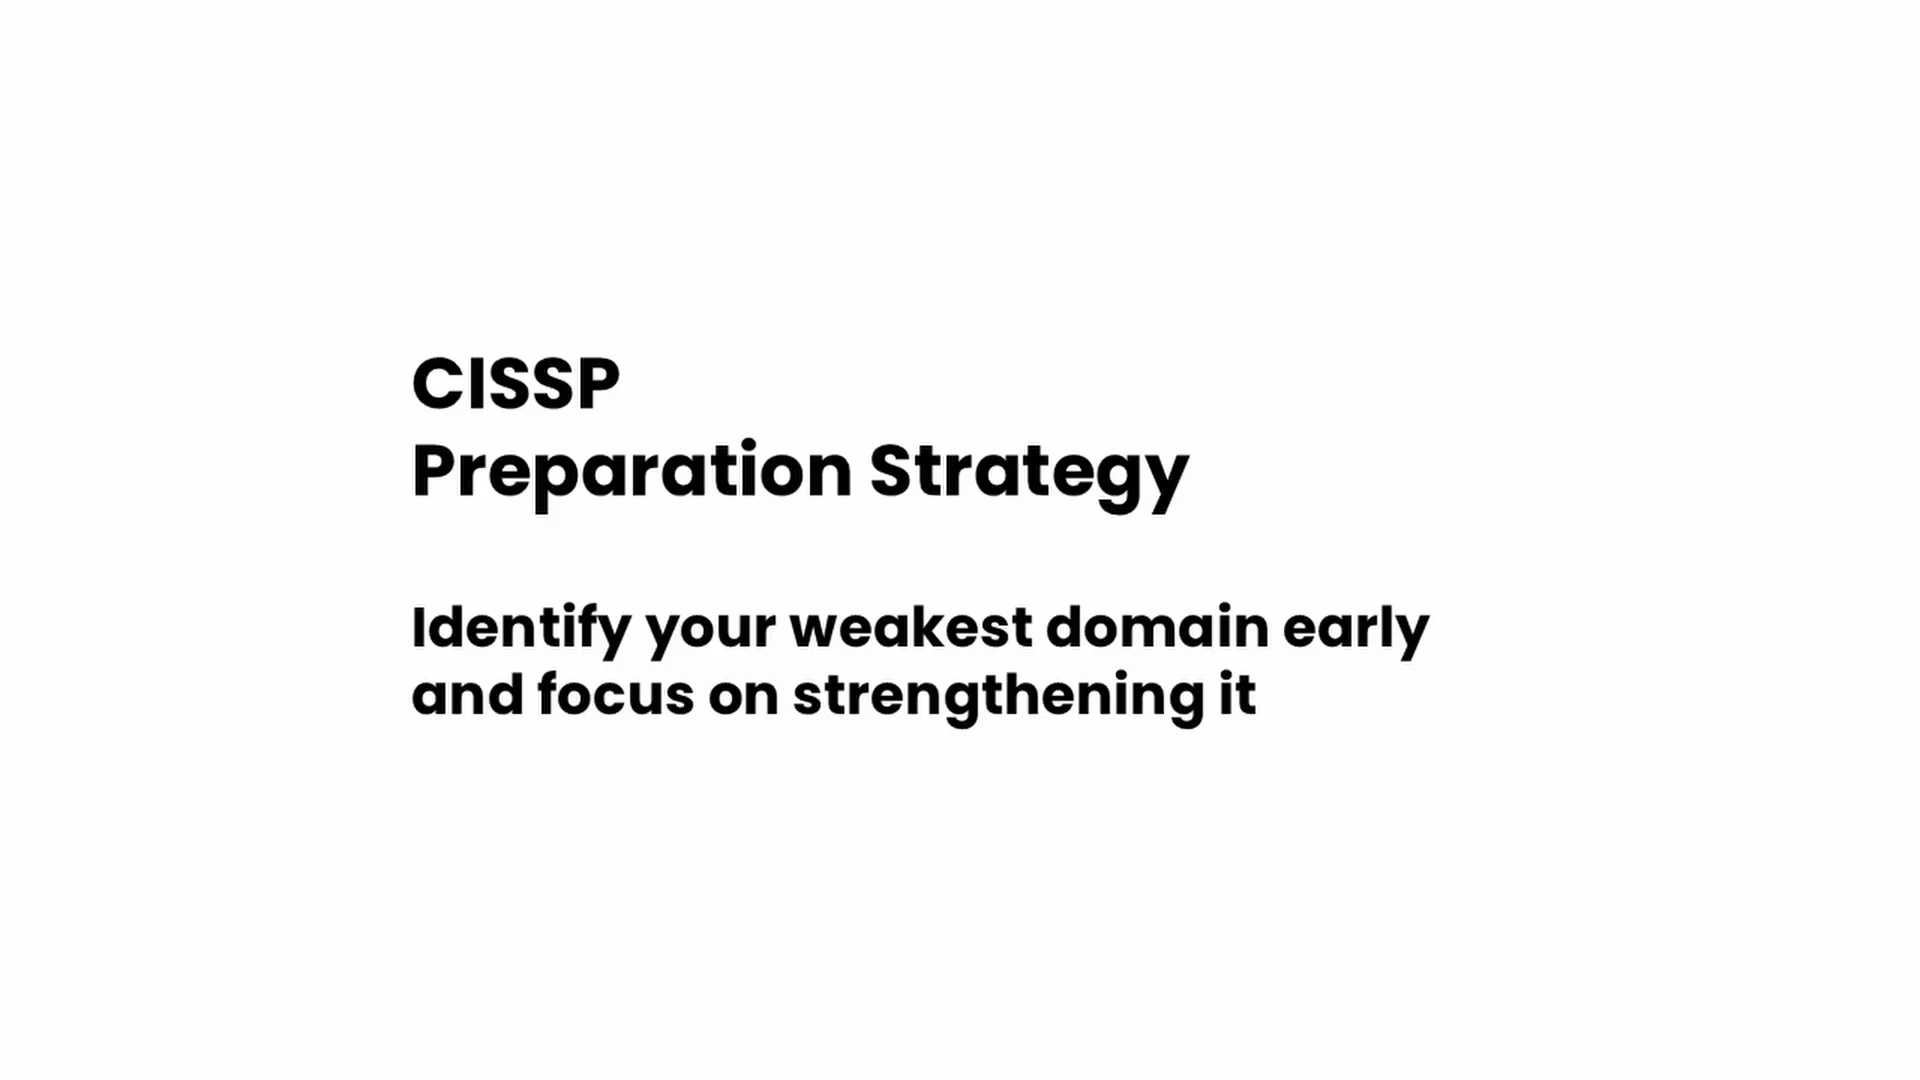 CISSP
Preparation Strategy
Identify your weakest domain early
and focus on strengthening it